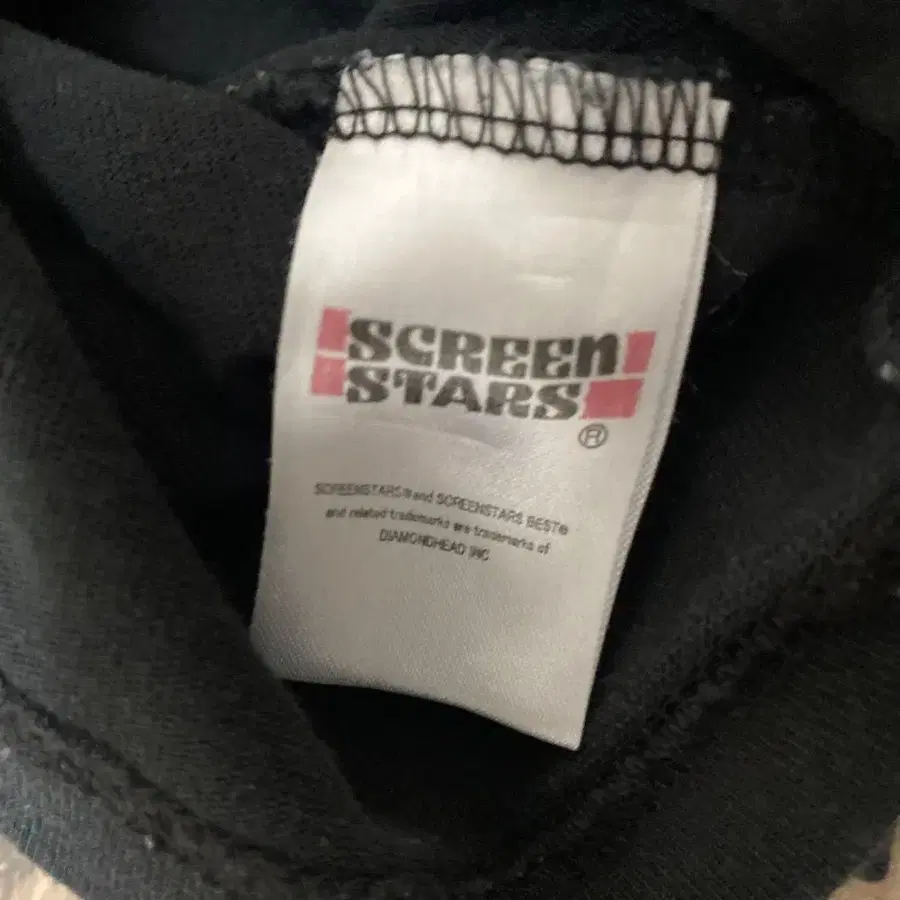 SCREEN
STARS
®
SCREENSTARS® and SCREENSTARS BEST®
and related trademarks are trademarks of
DIAMONDHEAD INC